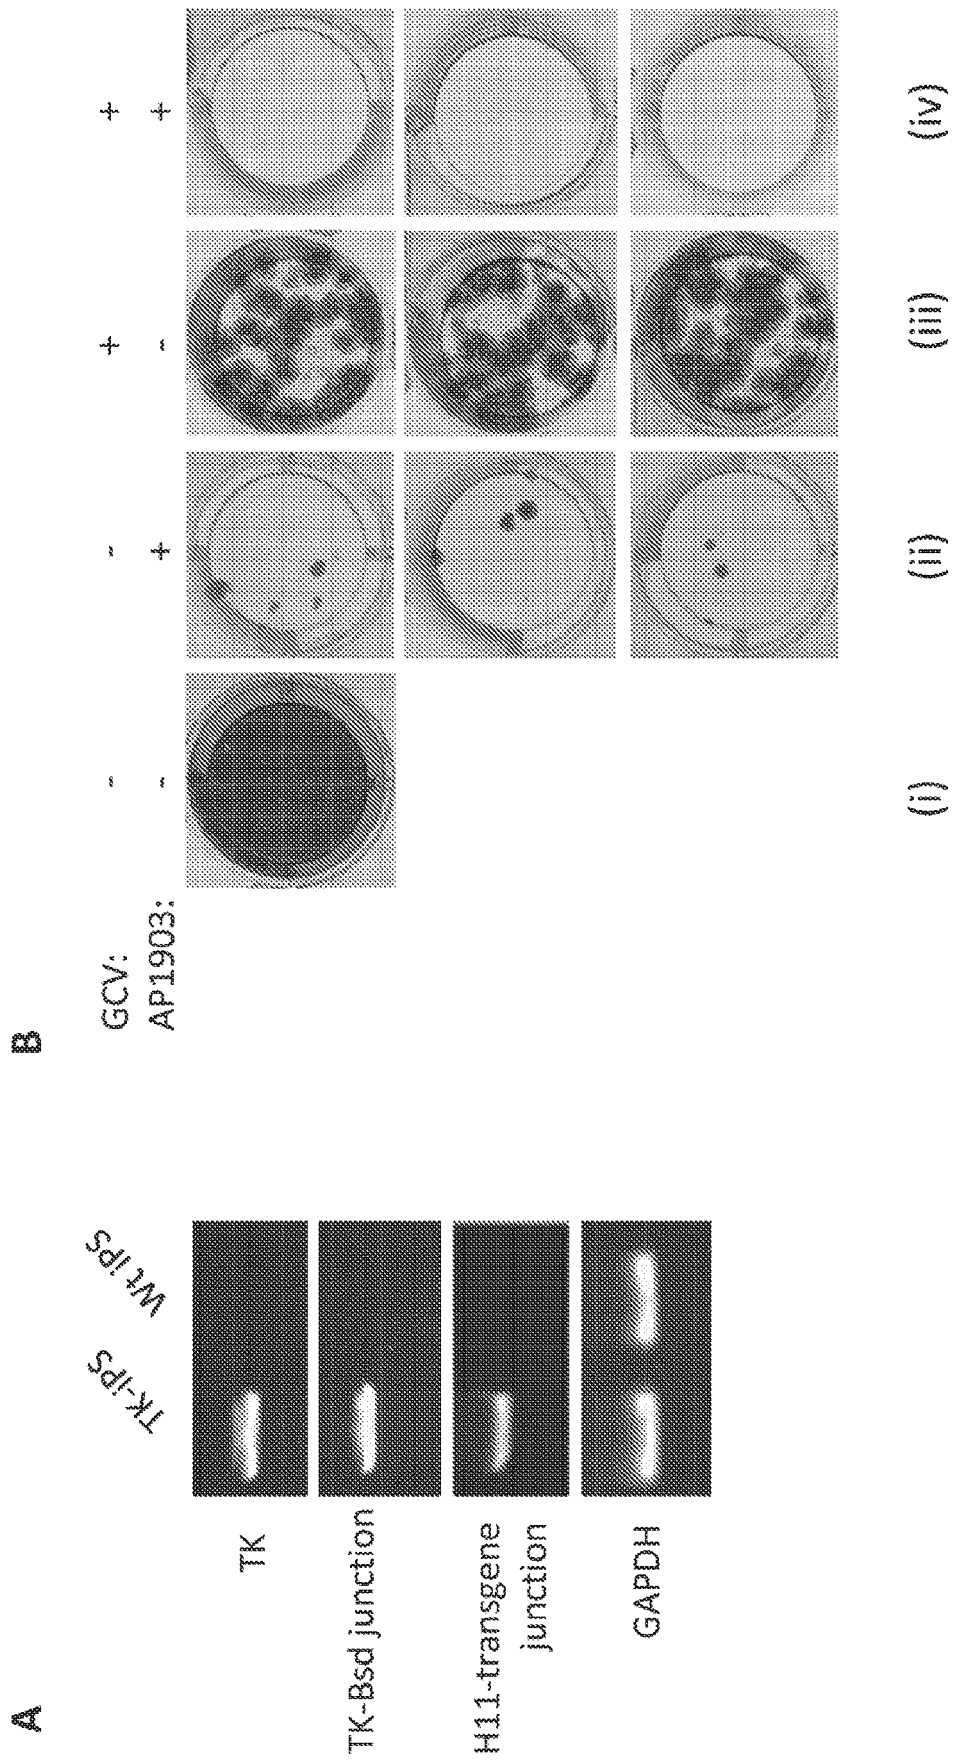 A
TK-iPS
Wt iPS
TK
TK-Bsd junction
H11-transgene
junction
GAPDH
B
GCV: - - + +
AP1903: - + - +
(i) (ii) (iii) (iv)